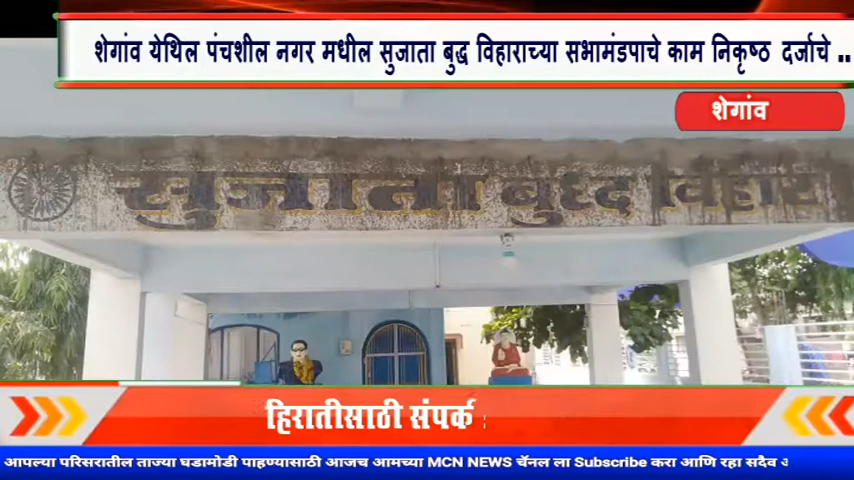 शेगांव येथिल पंचशील नगर मधील सुजाता बुद्ध विहाराच्या सभामंडपाचे काम निकृष्ठ दर्जाचे ..
शेगांव
सुजाता बुध्द विहार
हिरातीसाठी संपर्क :
आपल्या परिसरातील ताज्या घडामोडी पाहण्यासाठी आजच आमच्या MCN NEWS चॅनल ला Subscribe करा आणि रहा सदैव